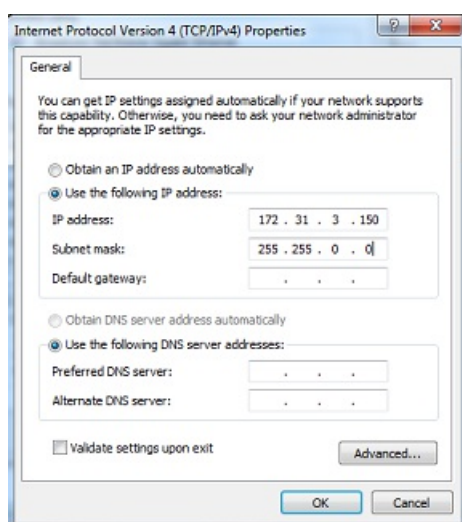 Internet Protocol Version 4 (TCP/IPv4) Properties
General
You can get IP settings assigned automatically if your network supports
this capability. Otherwise, you need to ask your network administrator
for the appropriate IP settings.
Obtain an IP address automatically
Use the following IP address:
IP address: 172 . 31 . 3 . 150
Subnet mask: 255 . 255 . 0 . 0
Default gateway: . . .
Obtain DNS server address automatically
Use the following DNS server addresses:
Preferred DNS server: . . .
Alternate DNS server: . . .
Validate settings upon exit
Advanced...
OK Cancel